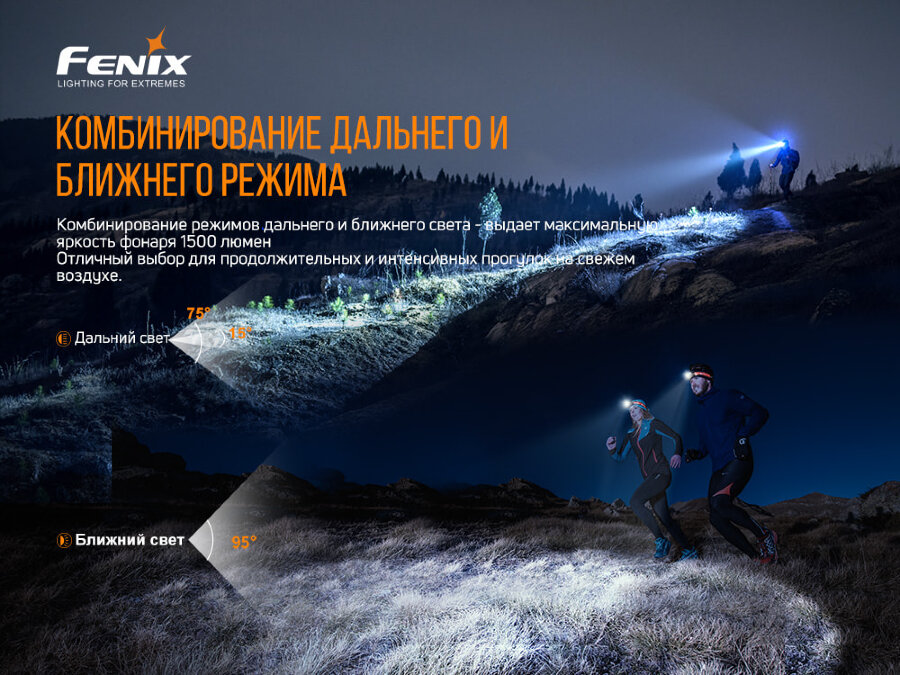 FENIX
LIGHTING FOR EXTREMES
КОМБИНИРОВАНИЕ ДАЛЬНЕГО И
БЛИЖНЕГО РЕЖИМА
Комбинирование режимов дальнего и ближнего света - выдает максимальную
яркость фонаря 1500 люмен
Отличный выбор для продолжительных и интенсивных прогулок на свежем
воздухе.
75°
15°
Дальний свет
Ближний свет
95°